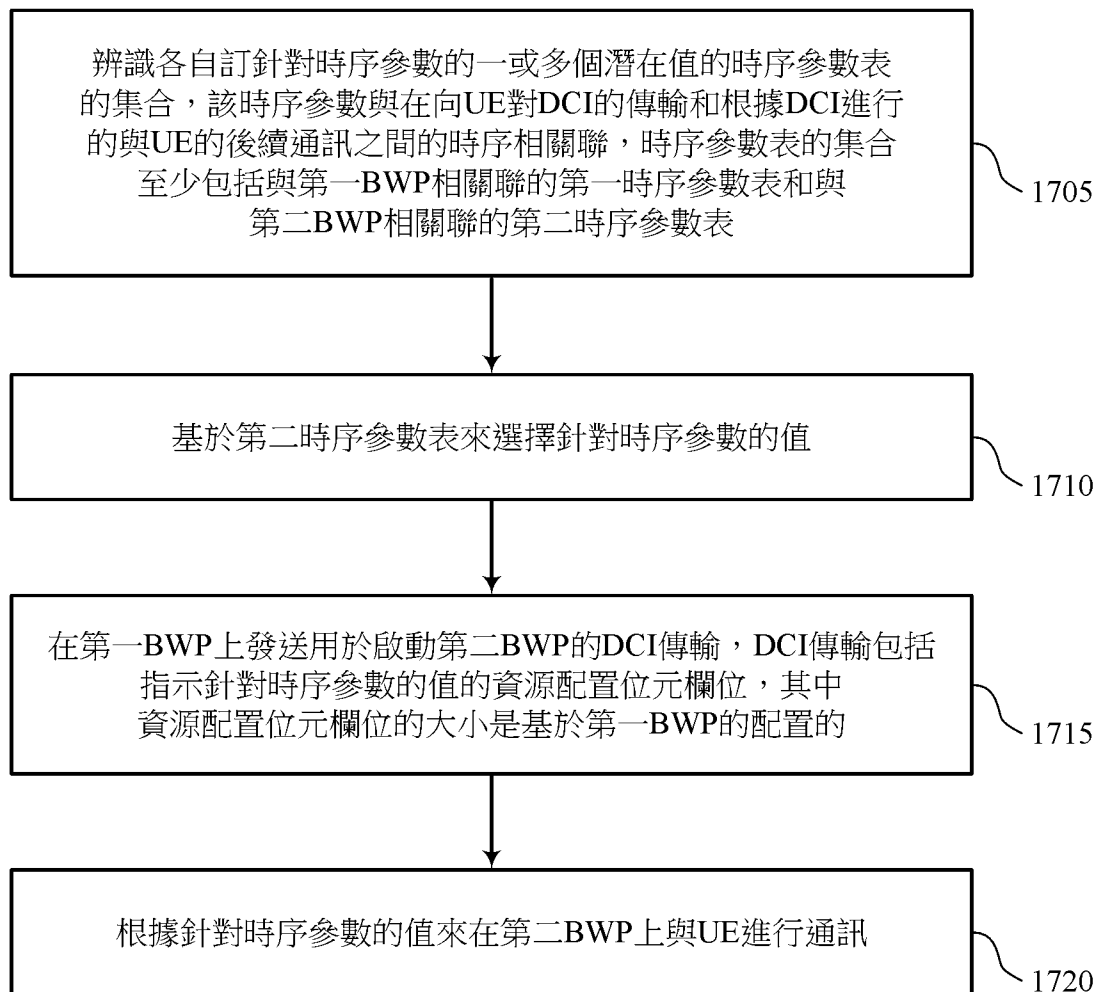 辨識各自訂針對時序參數的一或多個潛在值的時序參數表
的集合，該時序參數與在向UE對DCI的傳輸和根據DCI進行
的與UE的後續通訊之間的時序相關聯，時序參數表的集合
至少包括與第一BWP相關聯的第一時序參數表和與
第二BWP相關聯的第二時序參數表
1705
基於第二時序參數表來選擇針對時序參數的值
1710
在第一BWP上發送用於啟動第二BWP的DCI傳輸，DCI傳輸包括
指示針對時序參數的值的資源配置位元欄位，其中
資源配置位元欄位的大小是基於第一BWP的配置的
1715
根據針對時序參數的值來在第二BWP上與UE進行通訊
1720